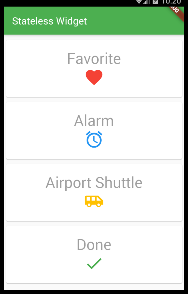 10:20
Stateless Widget
Favorite
Alarm
Airport Shuttle
Done